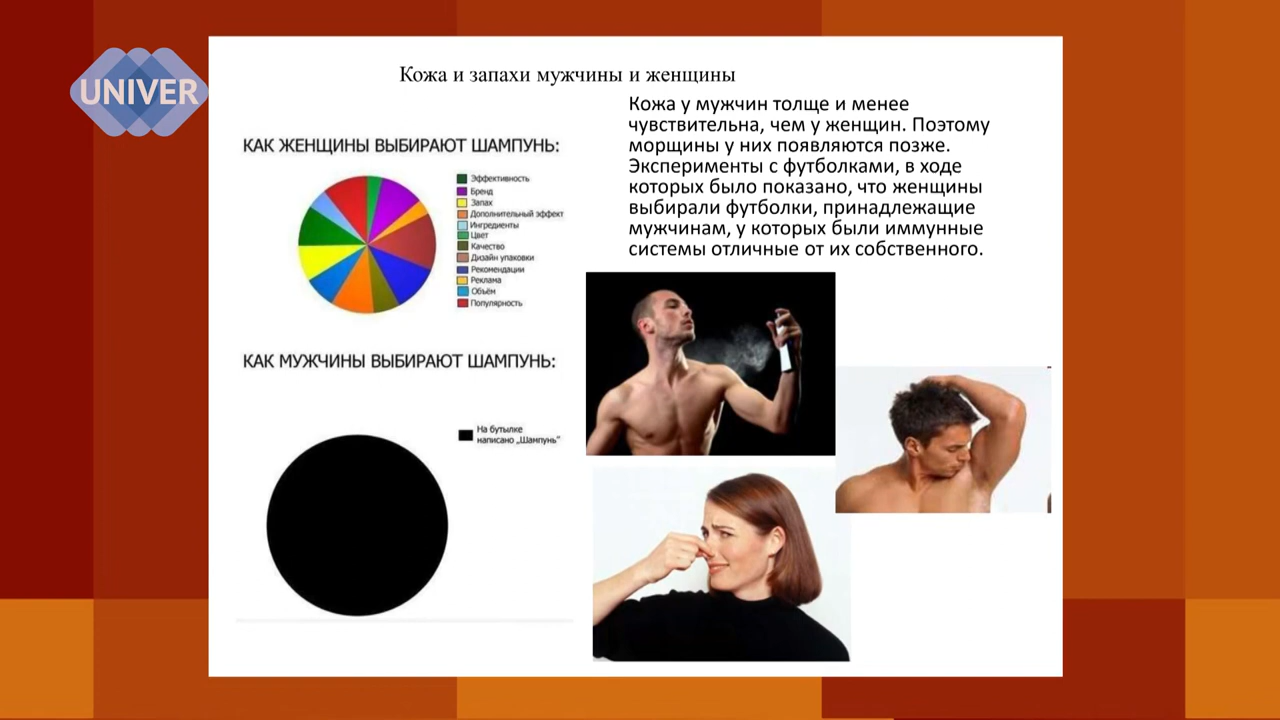 UNIVER
Кожа и запахи мужчины и женщины
Кожа у мужчин толще и менее
чувствительна, чем у женщин. Поэтому
морщины у них появляются позже.
Эксперименты с футболками, в ходе
которых было показано, что женщины
выбирали футболки, принадлежащие
мужчинам, у которых были иммунные
системы отличные от их собственного.
КАК ЖЕНЩИНЫ ВЫБИРАЮТ ШАМПУНЬ:
Эффективность
Бренд
Запах
Дополнительный эффект
Ингредиенты
Цвет
Качество
Дизайн упаковки
Рекомендации
Реклама
Объём
Популярность
КАК МУЖЧИНЫ ВЫБИРАЮТ ШАМПУНЬ:
На бутылке
написано „Шампунь"